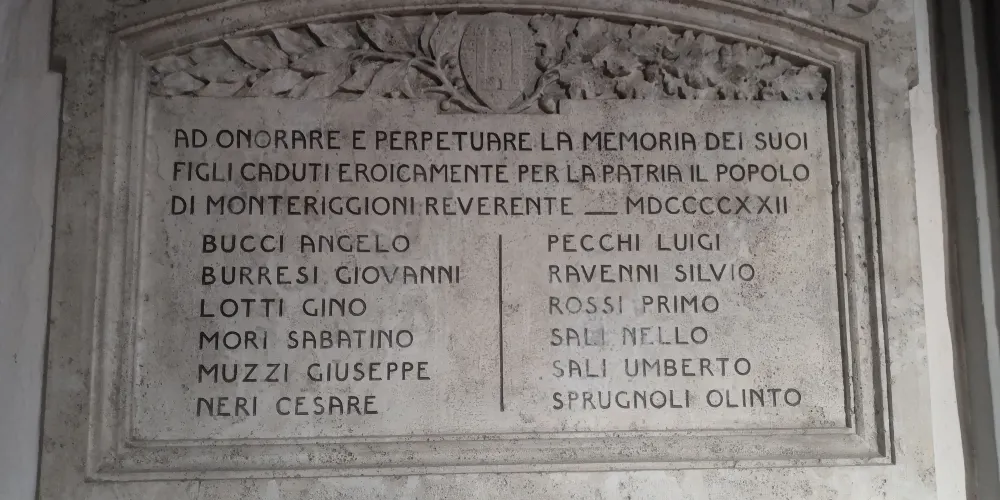 AD ONORARE E PERPETUARE LA MEMORIA DEI SUOI
FIGLI CADUTI EROICAMENTE PER LA PATRIA IL POPOLO
DI MONTERIGGIONI REVERENTE — MDCCCCXXII
BUCCI ANGELO
BURRESI GIOVANNI
LOTTI GINO
MORI SABATINO
MUZZI GIUSEPPE
NERI CESARE
PECCHI LUIGI
RAVENNI SILVIO
ROSSI PRIMO
SALI NELLO
SALI UMBERTO
SPRUGNOLI OLINTO